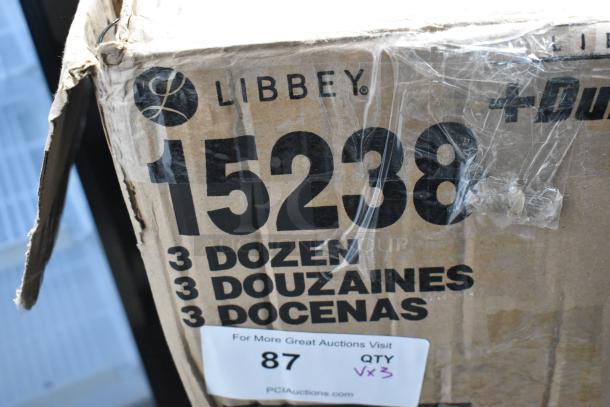 LIBBEY®
+Du
15238
3 DOZEN
3 DOUZAINES
3 DOCENAS
For More Great Auctions Visit
87 QTY
Vx3
PCIAuctions.com